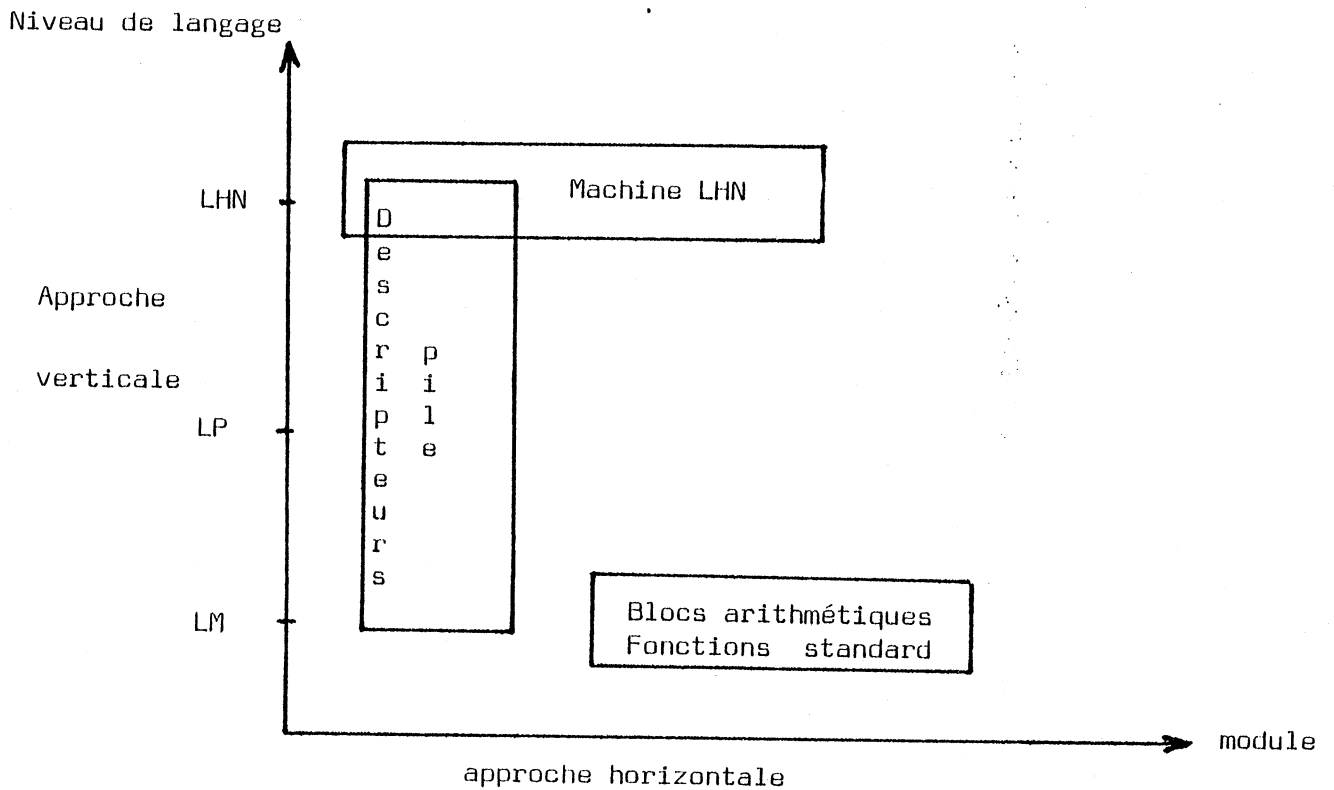 Niveau de langage
LHN
Machine LHN
Descripteurs
pile
Approche
verticale
LP
LM
Blocs arithmétiques
Fonctions standard
module
approche horizontale